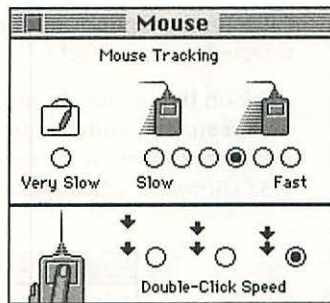 Mouse
Mouse Tracking
Very Slow Slow Fast
Double-Click Speed